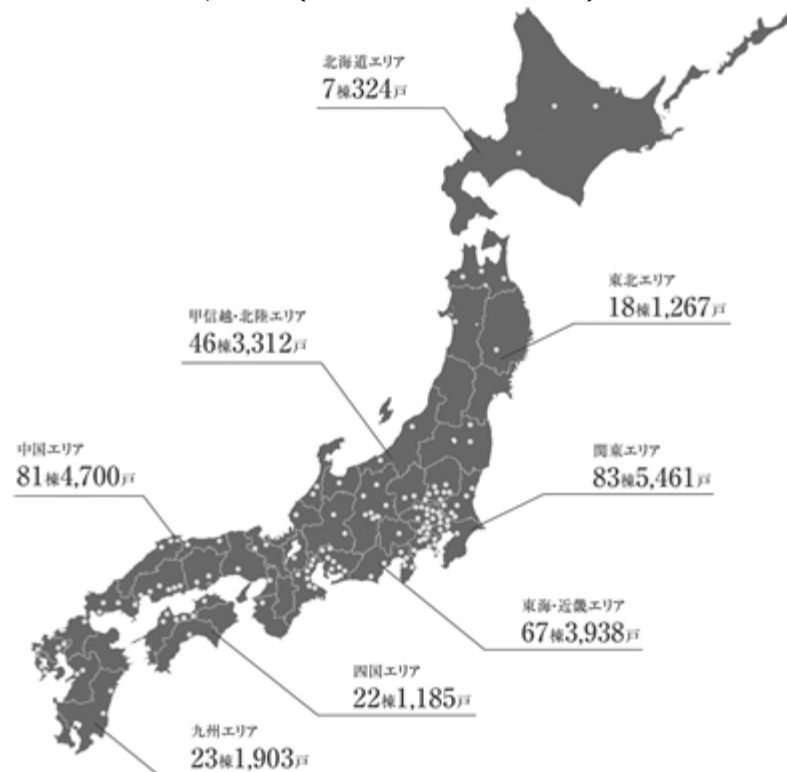 北海道エリア
7棟324戸
東北エリア
18棟1,267戸
甲信越・北陸エリア
46棟3,312戸
中国エリア
81棟4,700戸
関東エリア
83棟5,461戸
東海・近畿エリア
67棟3,938戸
四国エリア
22棟1,185戸
九州エリア
23棟1,903戸